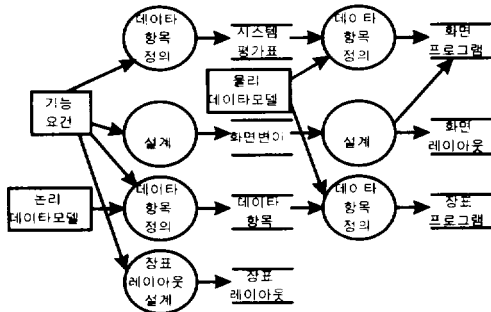 데이타
항목
정의
시스템
평가표
데이타
항목
정의
화면
프로그램
물리
데이타모델
기능
요건
설계
화면변이
설계
화면
레이아웃
논리
데이타모델
데이타
항목
정의
데이타
항목
데이타
항목
정의
장표
프로그램
장표
레이아웃
설계
장표
레이아웃